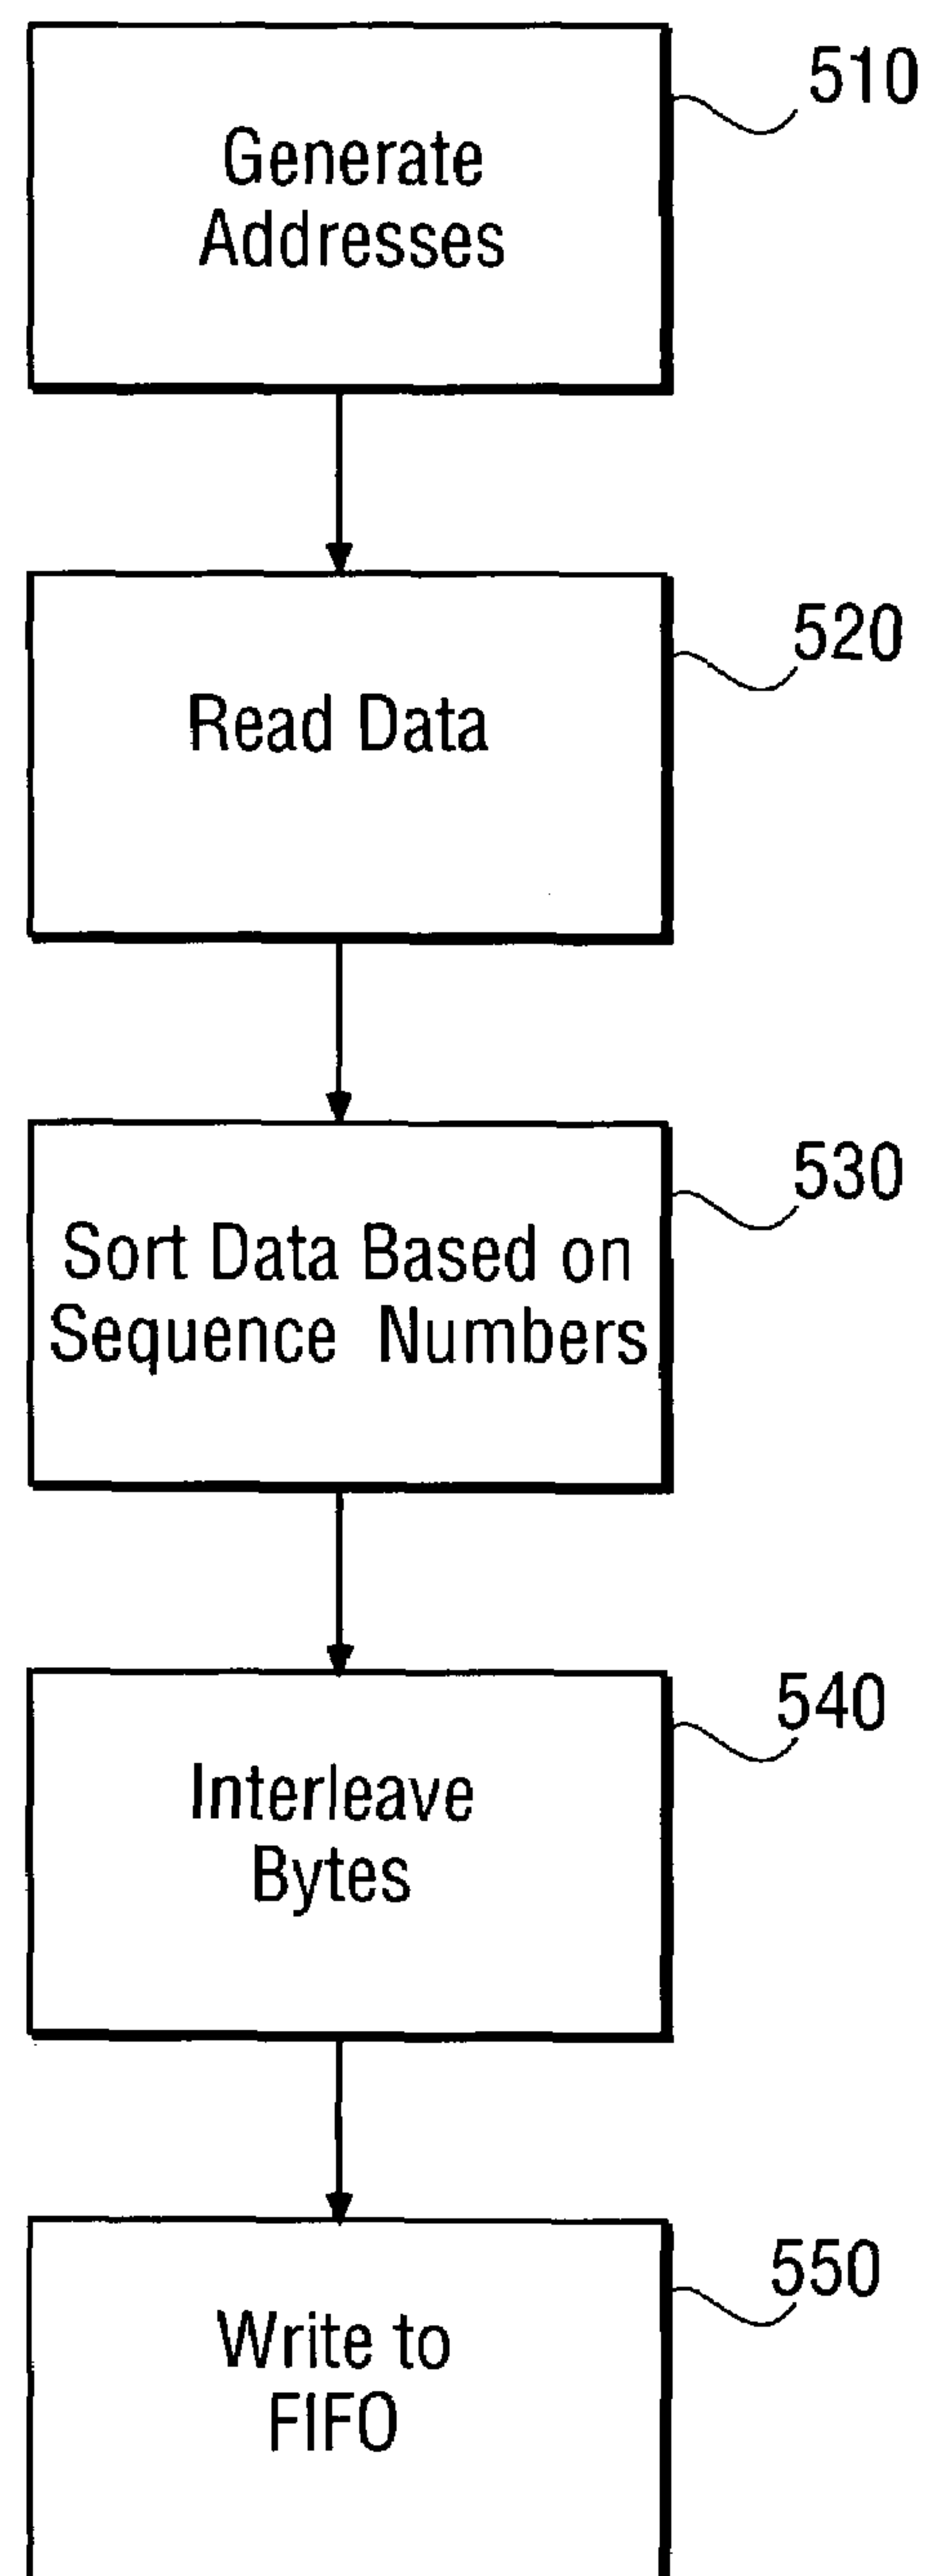 510
Generate
Addresses
520
Read Data
530
Sort Data Based on
Sequence Numbers
540
Interleave
Bytes
550
Write to
FIFO